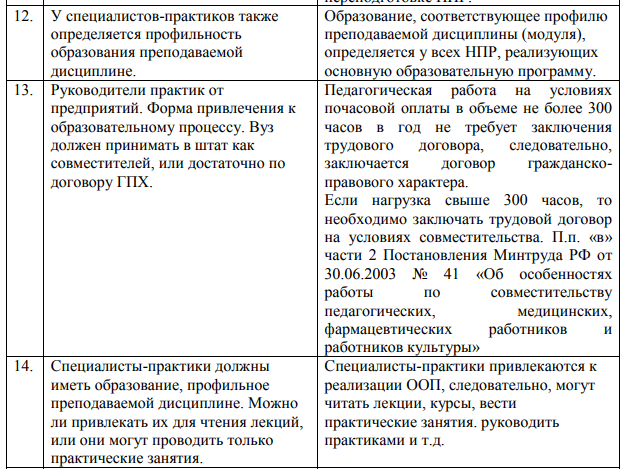 12.
У специалистов-практиков также
определяется профильность
образования преподаваемой
дисциплине.
Образование, соответствующее профилю
преподаваемой дисциплины (модуля),
определяется у всех НПР, реализующих
основную образовательную программу.
13.
Руководители практик от
предприятий. Форма привлечения к
образовательному процессу. Вуз
должен принимать в штат как
совместителей, или достаточно по
договору ГПХ.
Педагогическая работа на условиях
почасовой оплаты в объеме не более 300
часов в год не требует заключения
трудового договора, следовательно,
заключается договор гражданско-
правового характера.
Если нагрузка свыше 300 часов, то
необходимо заключать трудовой договор
на условиях совместительства. П.п. «в»
части 2 Постановления Минтруда РФ от
30.06.2003 № 41 «Об особенностях
работы по совместительству
педагогических, медицинских,
фармацевтических работников и
работников культуры»
14.
Специалисты-практики должны
иметь образование, профильное
преподаваемой дисциплине. Можно
ли привлекать их для чтения лекций,
или они могут проводить только
практические занятия.
Специалисты-практики привлекаются к
реализации ООП, следовательно, могут
читать лекции, курсы, вести
практические занятия. руководить
практиками и т.д.